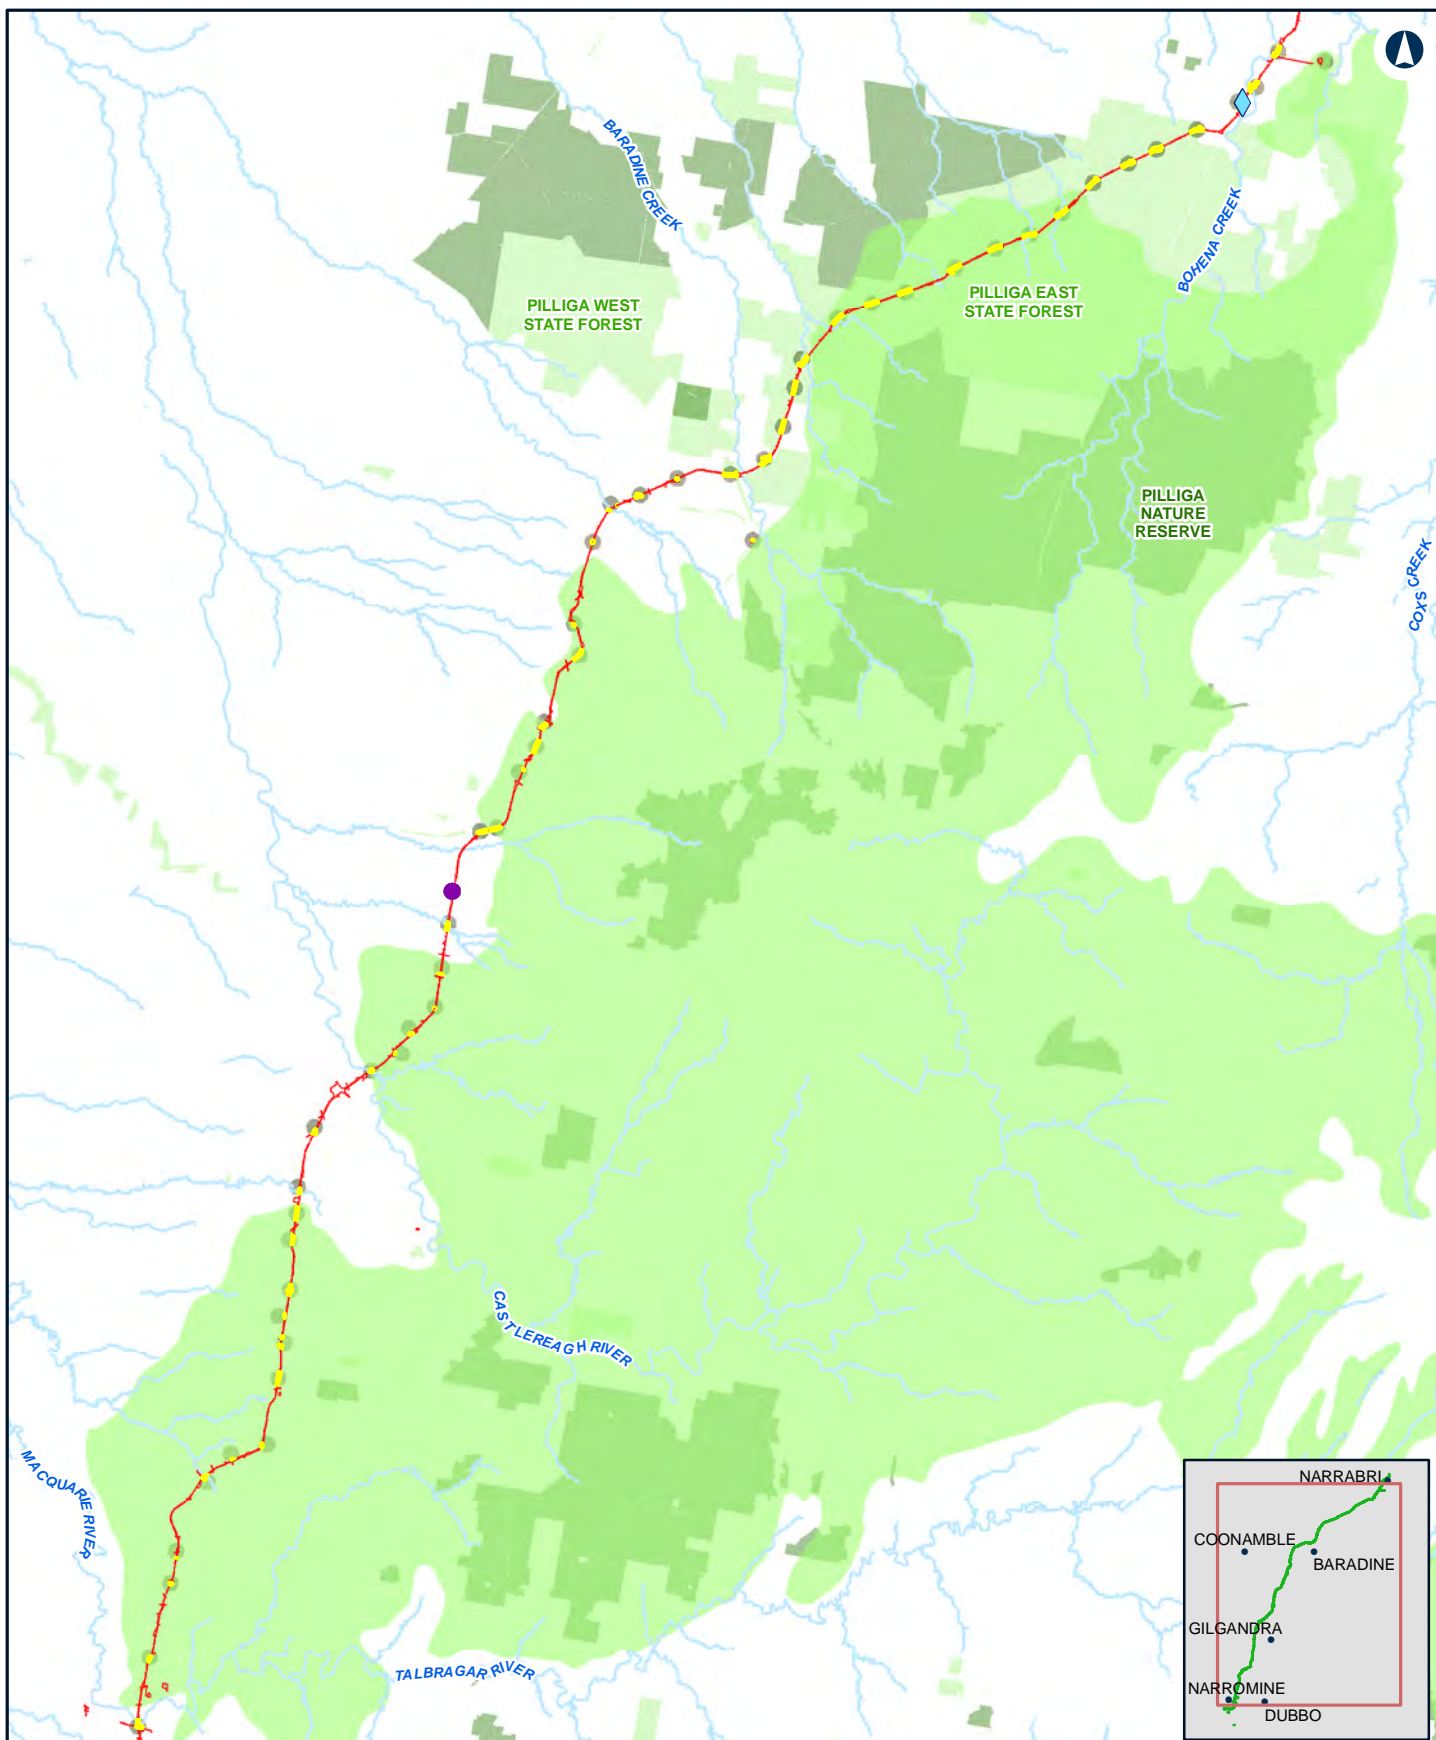 BARADINE CREEK
BOHENA CREEK
PILLIGA WEST
STATE FOREST
PILLIGA EAST
STATE FOREST
PILLIGA
NATURE
RESERVE
COXS CREEK
CASTLEREAGH RIVER
MACQUARIE RIVER
TALBRAGAR RIVER
NARRABRI
COONAMBLE
BARADINE
GILGANDRA
NARROMINE
DUBBO